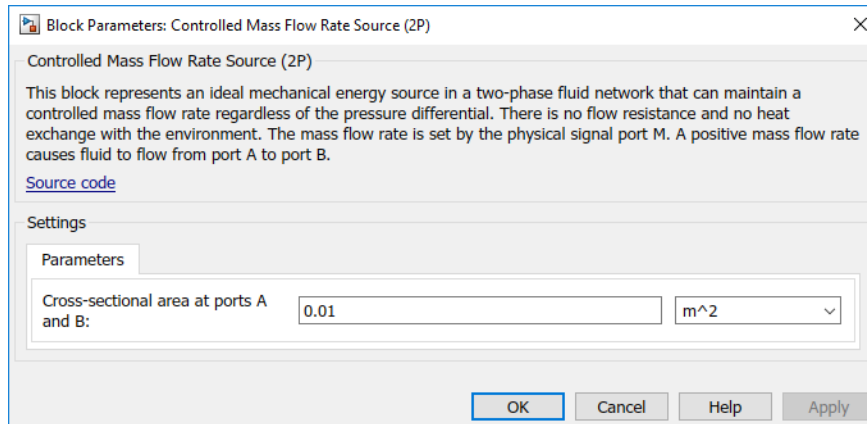 Block Parameters: Controlled Mass Flow Rate Source (2P)
Controlled Mass Flow Rate Source (2P)
This block represents an ideal mechanical energy source in a two-phase fluid network that can maintain a
controlled mass flow rate regardless of the pressure differential. There is no flow resistance and no heat
exchange with the environment. The mass flow rate is set by the physical signal port M. A positive mass flow rate
causes fluid to flow from port A to port B.
Source code
Settings
Parameters
Cross-sectional area at ports A
and B:
0.01
m^2
OK
Cancel
Help
Apply